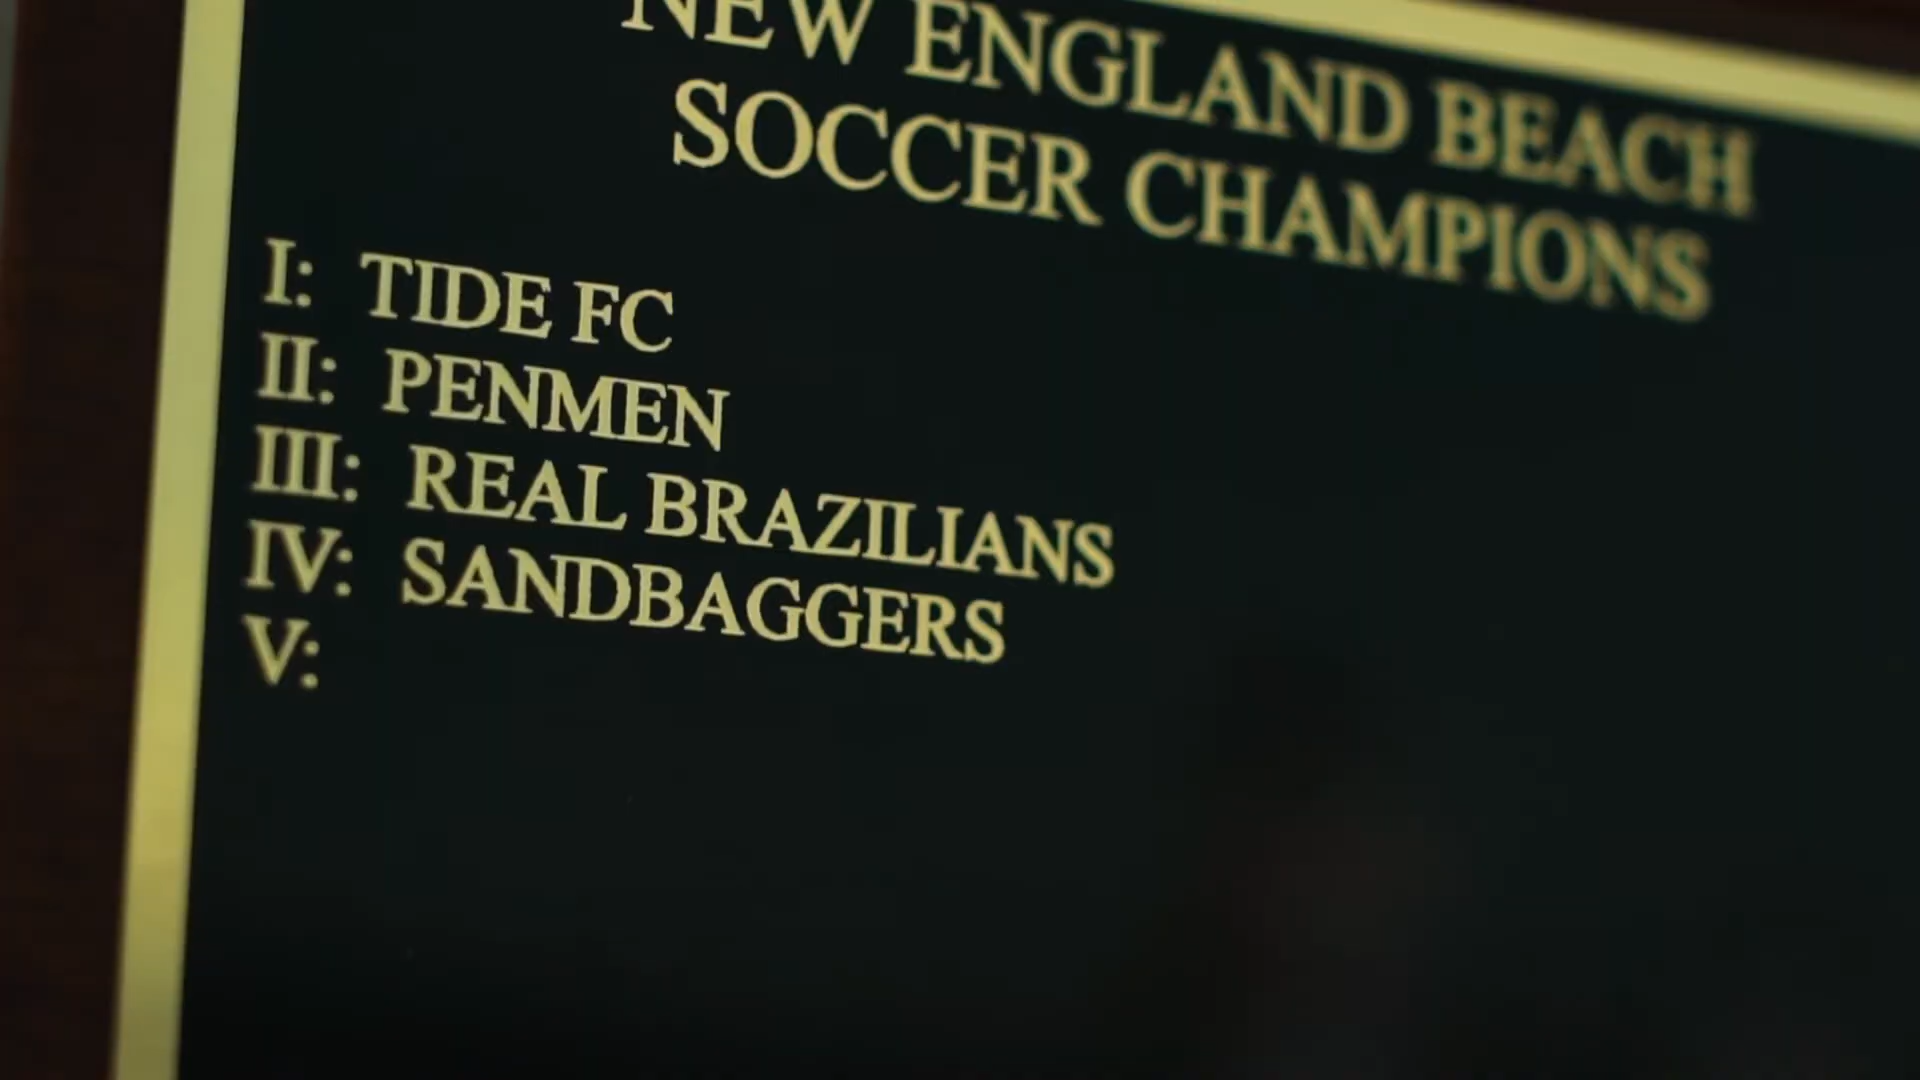 NEW ENGLAND BEACH
SOCCER CHAMPIONS
I: TIDE FC
II: PENMEN
III: REAL BRAZILIANS
IV: SANDBAGGERS
V: